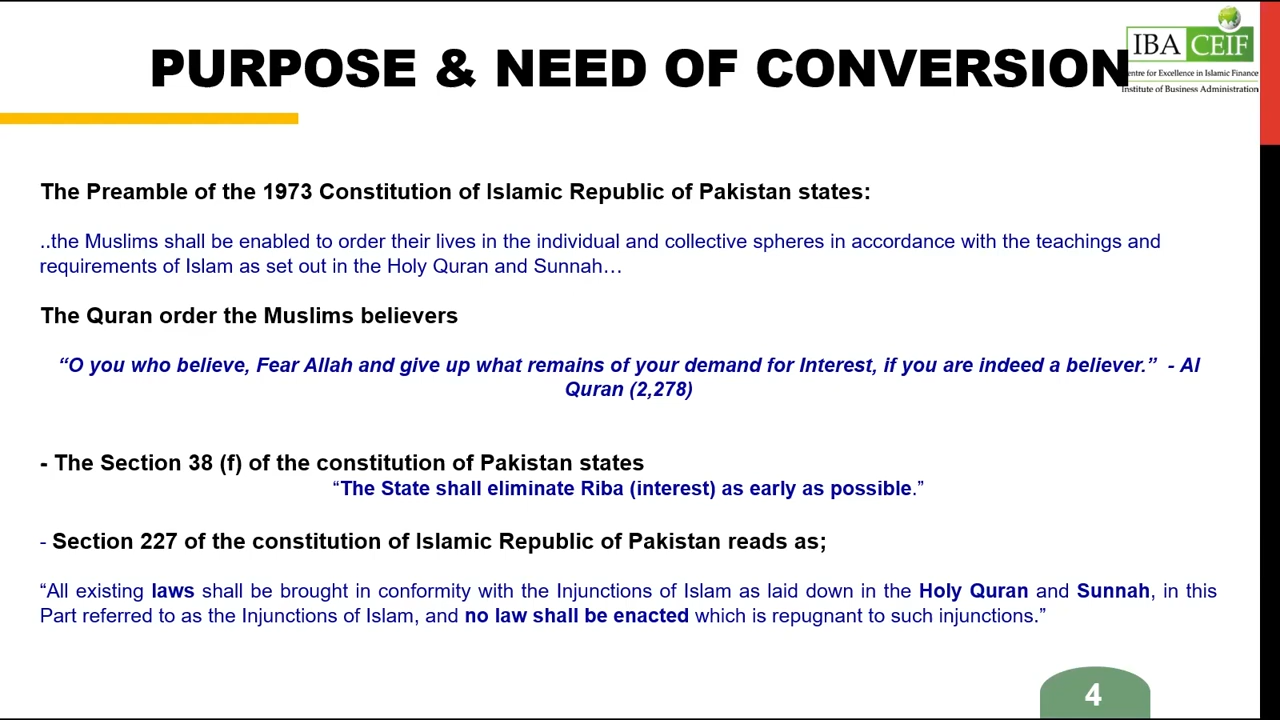 PURPOSE & NEED OF CONVERSION
IBA CEIF
entre for Excellence in Islamic Finance
Institute of Business Administration
The Preamble of the 1973 Constitution of Islamic Republic of Pakistan states:
..the Muslims shall be enabled to order their lives in the individual and collective spheres in accordance with the teachings and
requirements of Islam as set out in the Holy Quran and Sunnah…
The Quran order the Muslims believers
“O you who believe, Fear Allah and give up what remains of your demand for Interest, if you are indeed a believer.” - Al
Quran (2,278)
- The Section 38 (f) of the constitution of Pakistan states
“The State shall eliminate Riba (interest) as early as possible.”
- Section 227 of the constitution of Islamic Republic of Pakistan reads as;
“All existing laws shall be brought in conformity with the Injunctions of Islam as laid down in the Holy Quran and Sunnah, in this
Part referred to as the Injunctions of Islam, and no law shall be enacted which is repugnant to such injunctions.”
4